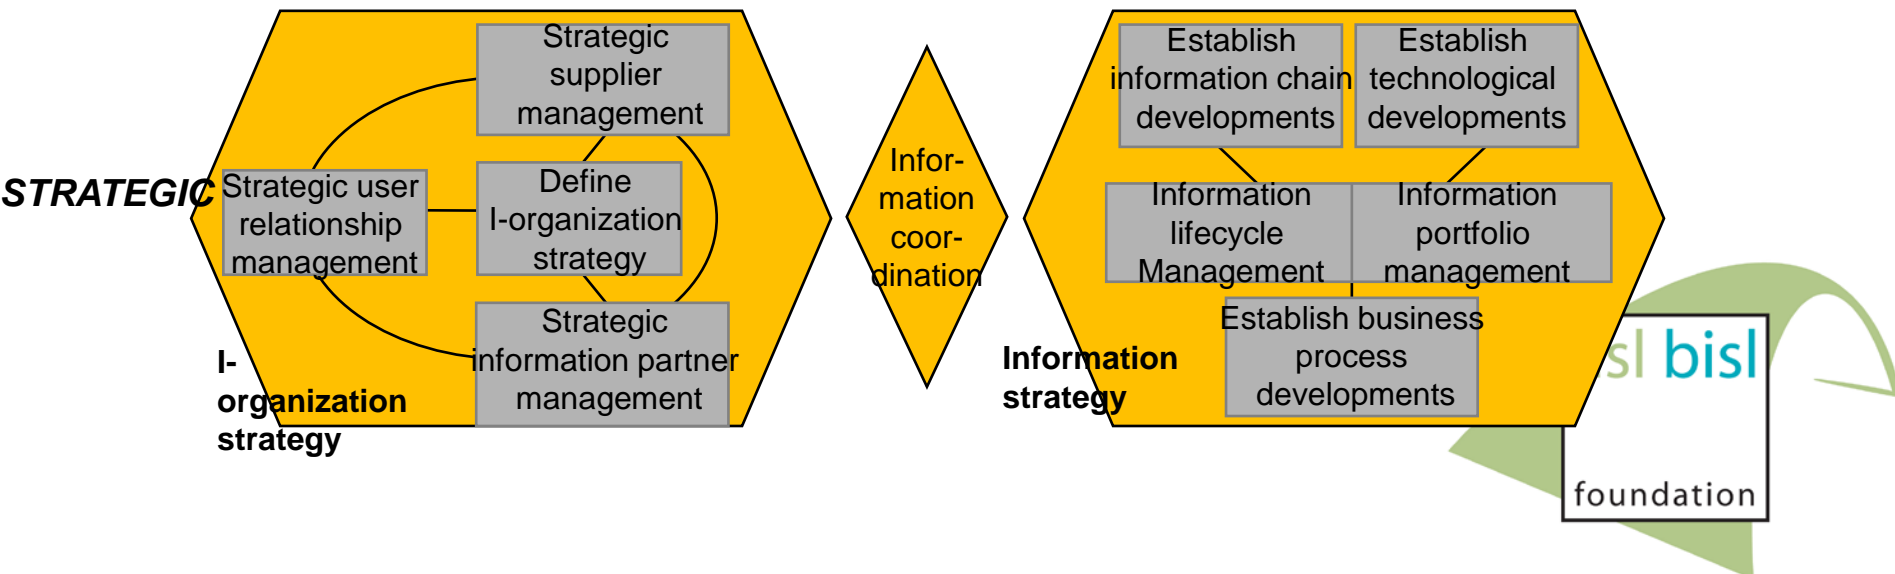 STRATEGIC
Strategic
supplier
management
Strategic user
relationship
management
Define
I-organization
strategy
Strategic
information partner
management
I-
organization
strategy
Infor-
mation
coor-
dination
Establish
information chain
developments
Establish
technological
developments
Information
lifecycle
Management
Information
portfolio
management
Establish business
process
developments
Information
strategy
sl bisl
foundation